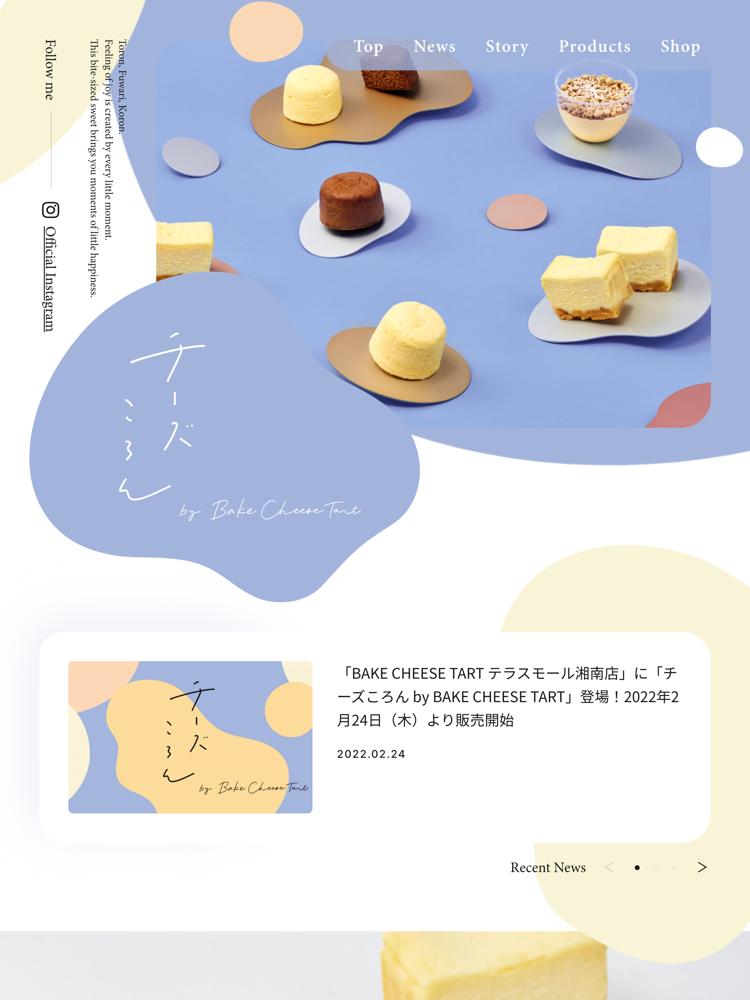 Top
News
Story
Products
Shop
Toron, Fuwari, Koron.
Feeling of joy is created by every little moment.
This bite-sized sweet brings you moments of little happiness.
Follow me
Official Instagram
チーズ
ころん
by Bake Cheese Tart
チーズ
ころん
by Bake Cheese Tart
「BAKE CHEESE TART テラスモール湘南店」に「チ
ーズころん by BAKE CHEESE TART」登場！2022年2
月24日（木）より販売開始
2022.02.24
Recent News